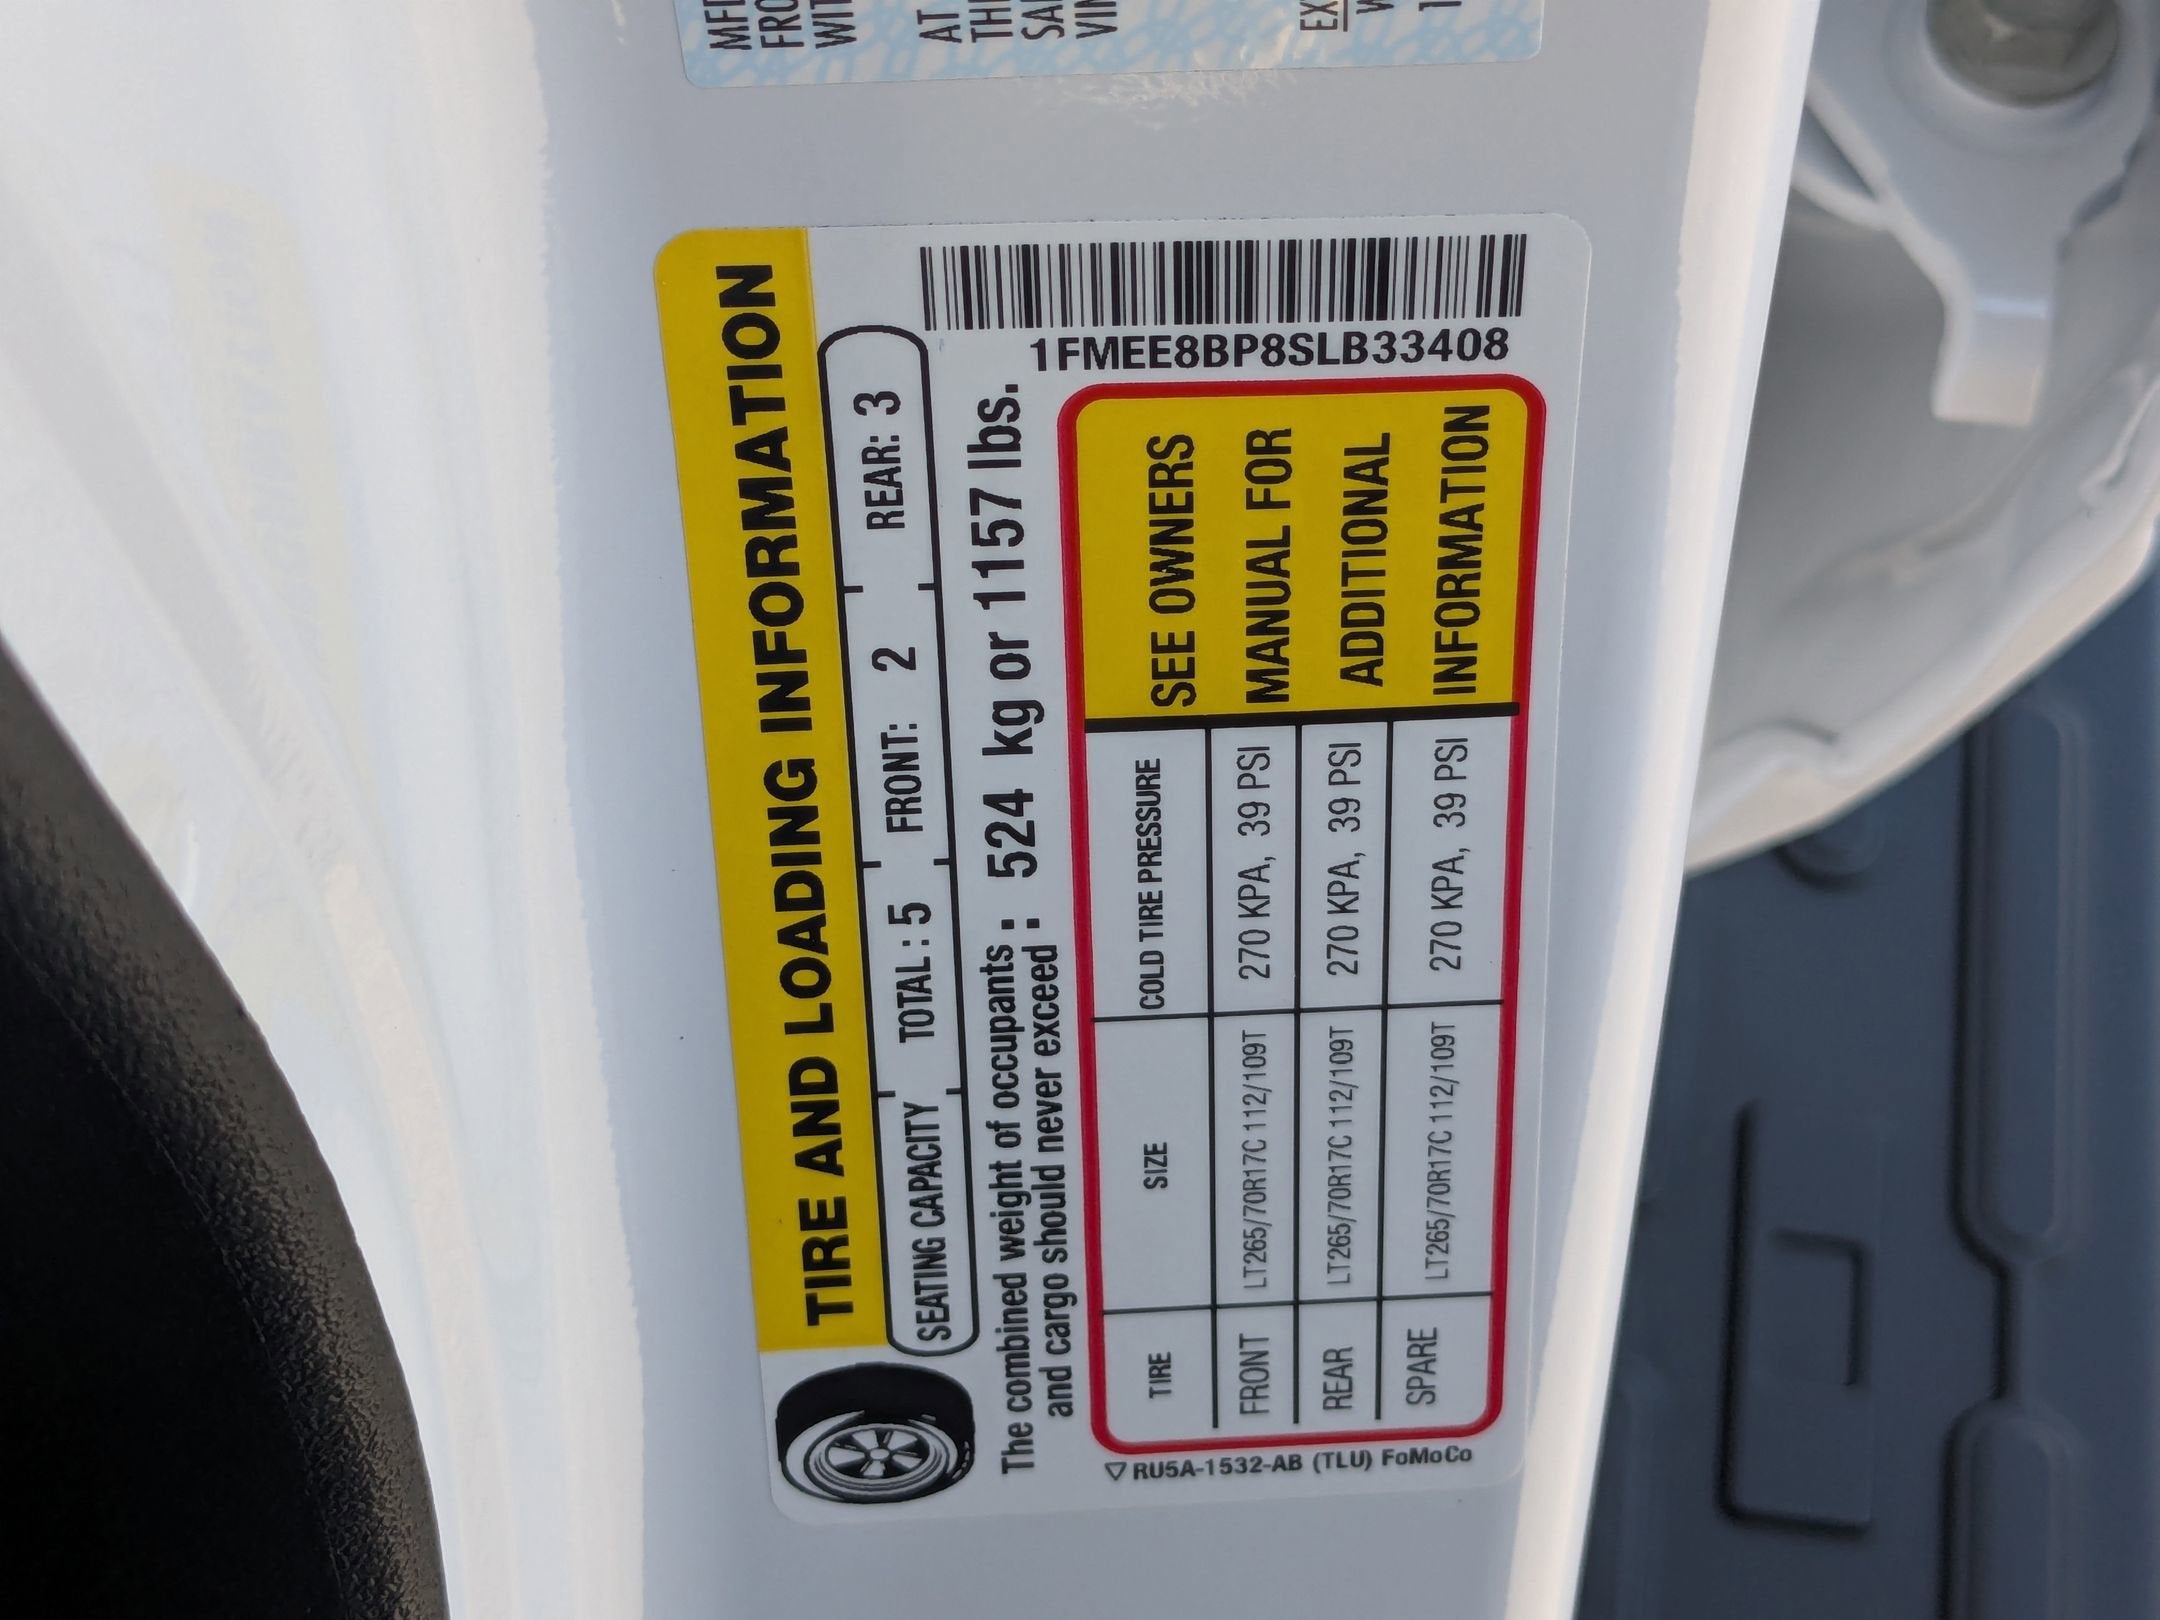 TIRE AND LOADING INFORMATION
SEATING CAPACITY TOTAL : 5 FRONT: 2 REAR: 3
The combined weight of occupants :
and cargo should never exceed : 524 kg or 1157 lbs.
1FMEE8BP8SLB33408
TIRE SIZE COLD TIRE PRESSURE
FRONT LT265/70R17C 112/109T 270 KPA, 39 PSI
REAR LT265/70R17C 112/109T 270 KPA, 39 PSI
SPARE LT265/70R17C 112/109T 270 KPA, 39 PSI
SEE OWNERS
MANUAL FOR
ADDITIONAL
INFORMATION
RU5A-1532-AB (TLU) FoMoCo
AT